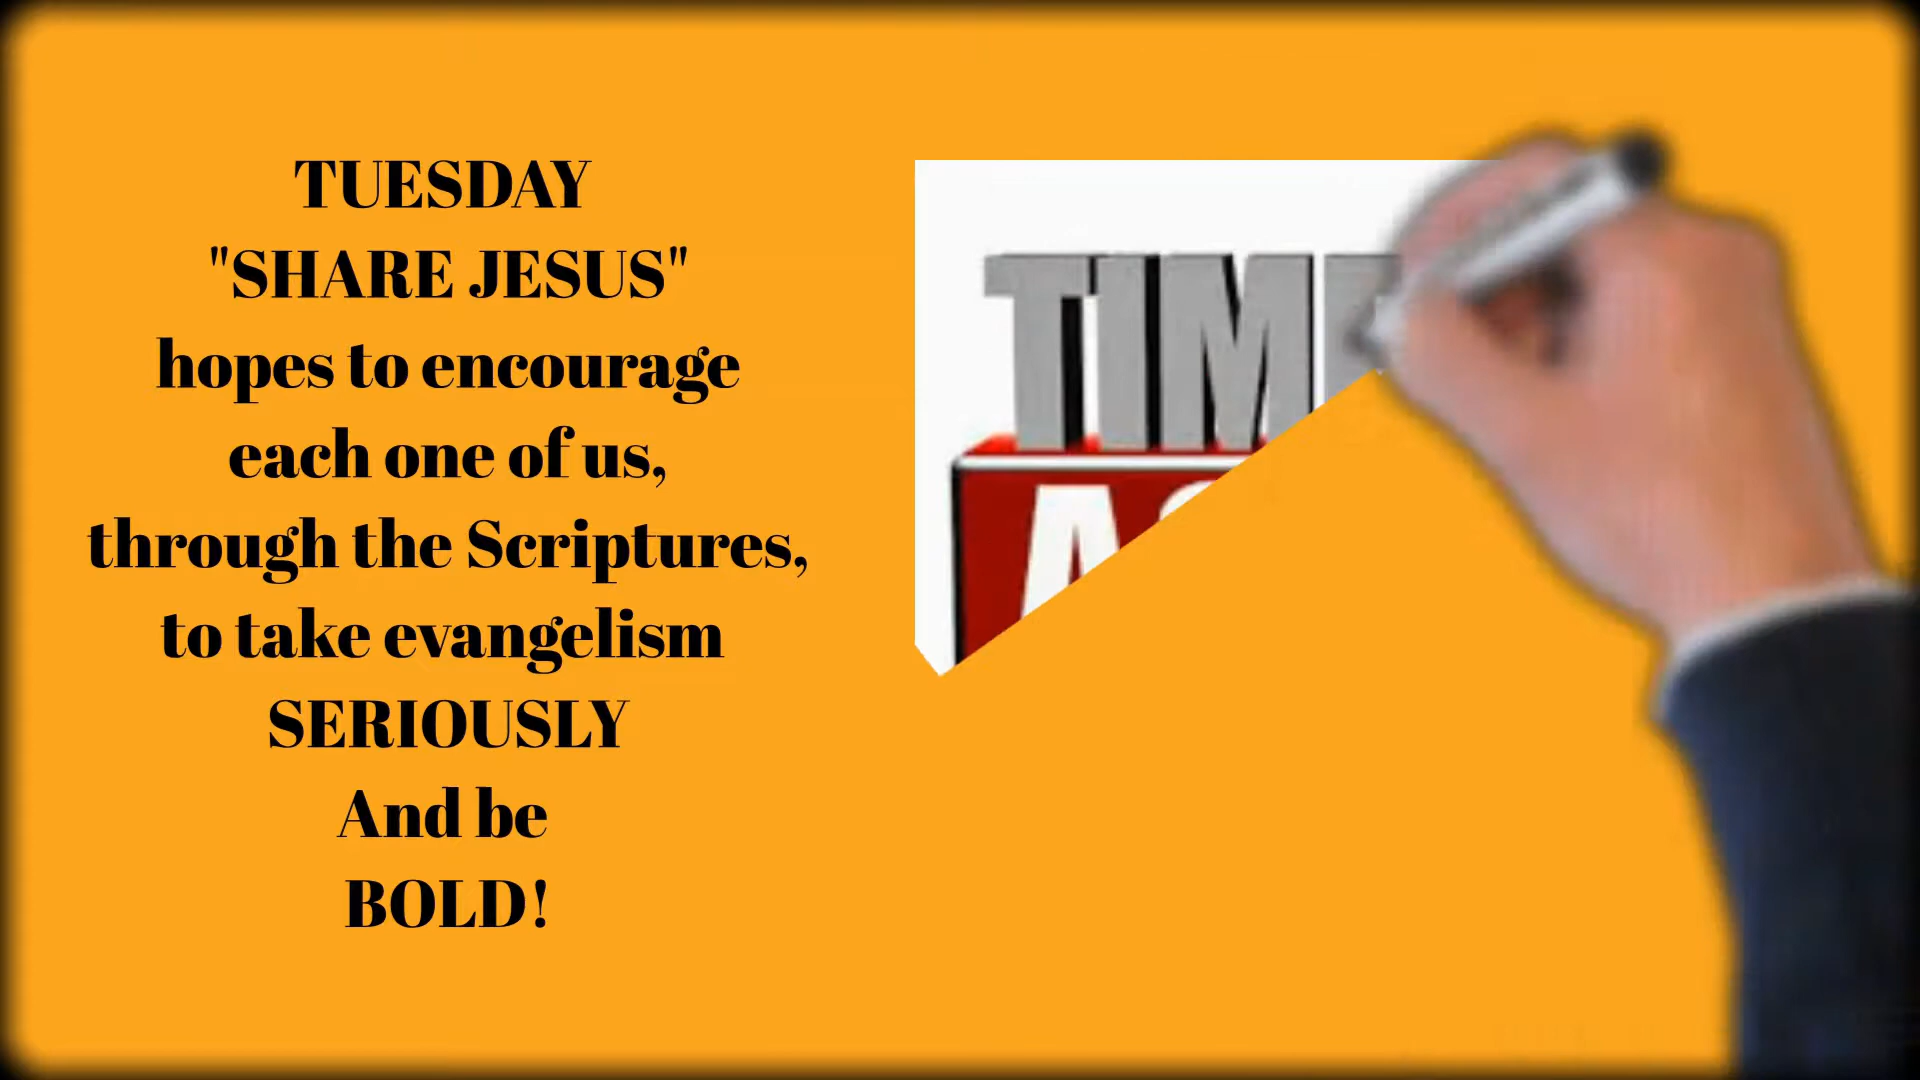 TUESDAY
"SHARE JESUS"
hopes to encourage
each one of us,
through the Scriptures,
to take evangelism
SERIOUSLY
And be
BOLD!
TIM
A